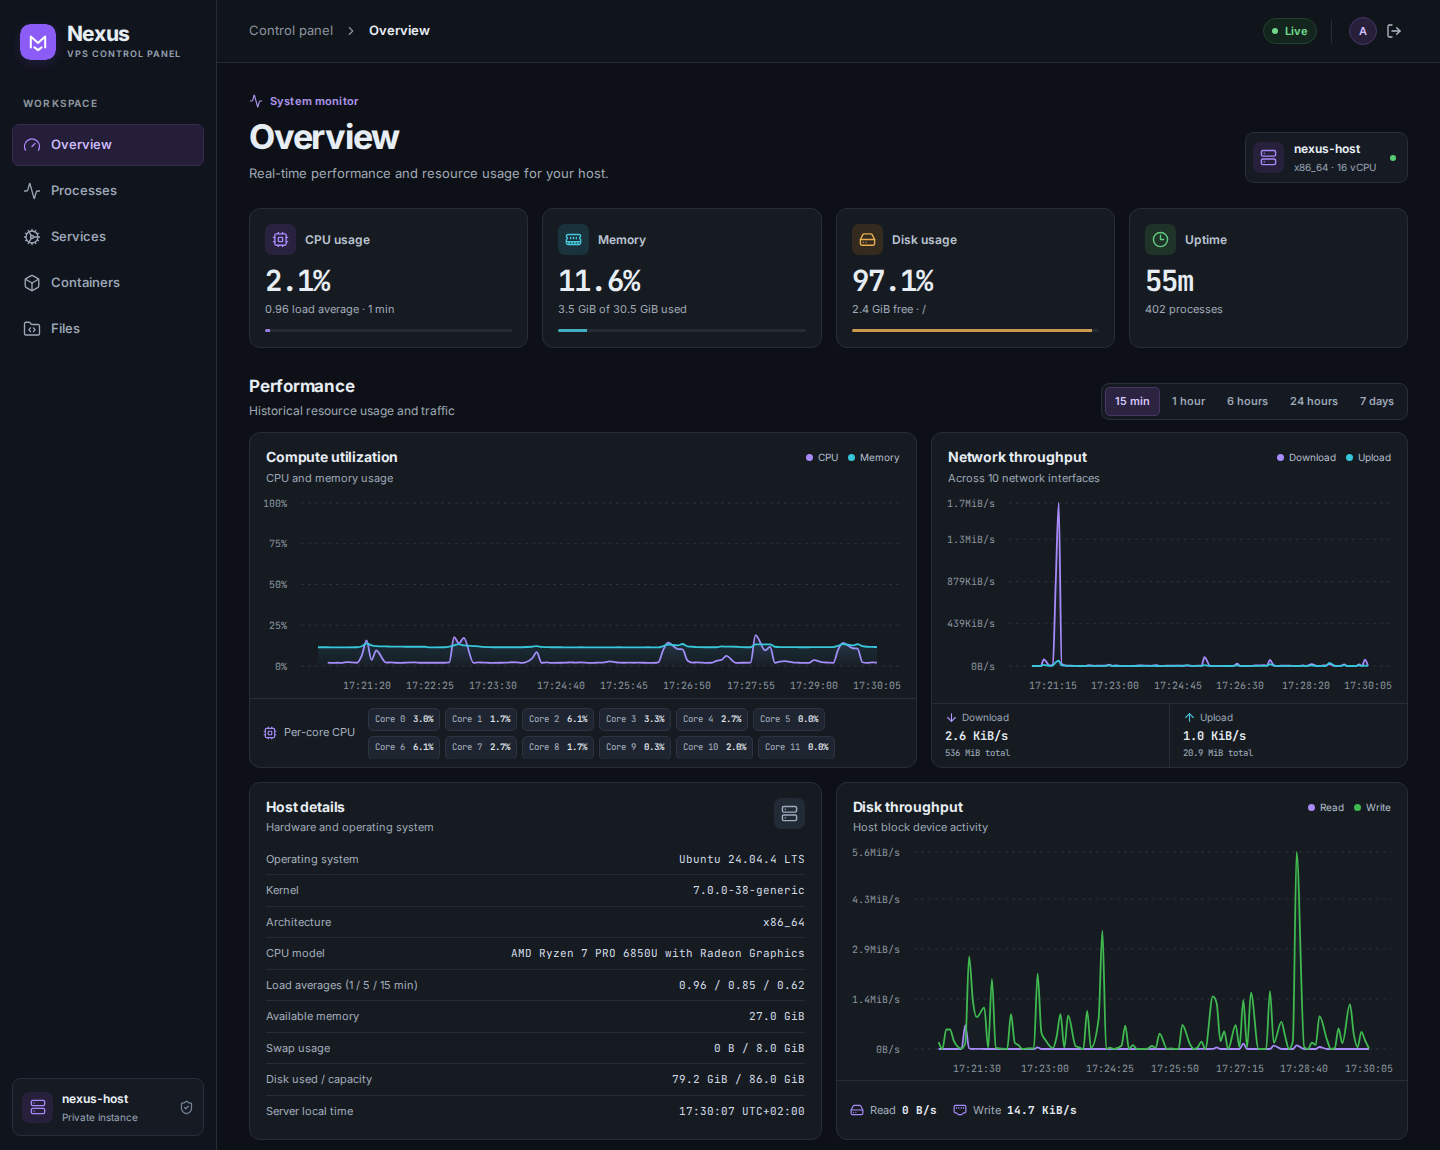 Nexus
VPS CONTROL PANEL
WORKSPACE
Overview
Processes
Services
Containers
Files
nexus-host
Private instance
Control panel
Overview
Live
A
System monitor
Overview
Real-time performance and resource usage for your host.
nexus-host
x86_64 · 16 vCPU
CPU usage
2.1%
0.96 load average · 1 min
Memory
11.6%
3.5 GiB of 30.5 GiB used
Disk usage
97.1%
2.4 GiB free · /
Uptime
55m
402 processes
Performance
Historical resource usage and traffic
15 min 1 hour 6 hours 24 hours 7 days
Compute utilization
CPU Memory
CPU and memory usage
100%
75%
50%
25%
0%
17:21:20 17:22:25 17:23:30 17:24:40 17:25:45 17:26:50 17:27:55 17:29:00 17:30:05
Per-core CPU
Core 0 3.0% Core 1 1.7% Core 2 6.1% Core 3 3.3% Core 4 2.7% Core 5 0.0%
Core 6 6.1% Core 7 2.7% Core 8 1.7% Core 9 0.3% Core 10 2.0% Core 11 0.0%
Network throughput
Download Upload
Across 10 network interfaces
1.7MiB/s
1.3MiB/s
879KiB/s
439KiB/s
0B/s
17:21:15 17:23:00 17:24:45 17:26:30 17:28:20 17:30:05
Download
2.6 KiB/s
536 MiB total
Upload
1.0 KiB/s
20.9 MiB total
Host details
Hardware and operating system
Operating system Ubuntu 24.04.4 LTS
Kernel 7.0.0-38-generic
Architecture x86_64
CPU model AMD Ryzen 7 PRO 6850U with Radeon Graphics
Load averages (1 / 5 / 15 min) 0.96 / 0.85 / 0.62
Available memory 27.0 GiB
Swap usage 0 B / 8.0 GiB
Disk used / capacity 79.2 GiB / 86.0 GiB
Server local time 17:30:07 UTC+02:00
Disk throughput
Read Write
Host block device activity
5.6MiB/s
4.3MiB/s
2.9MiB/s
1.4MiB/s
0B/s
17:21:30 17:23:00 17:24:25 17:25:50 17:27:15 17:28:40 17:30:05
Read 0 B/s Write 14.7 KiB/s